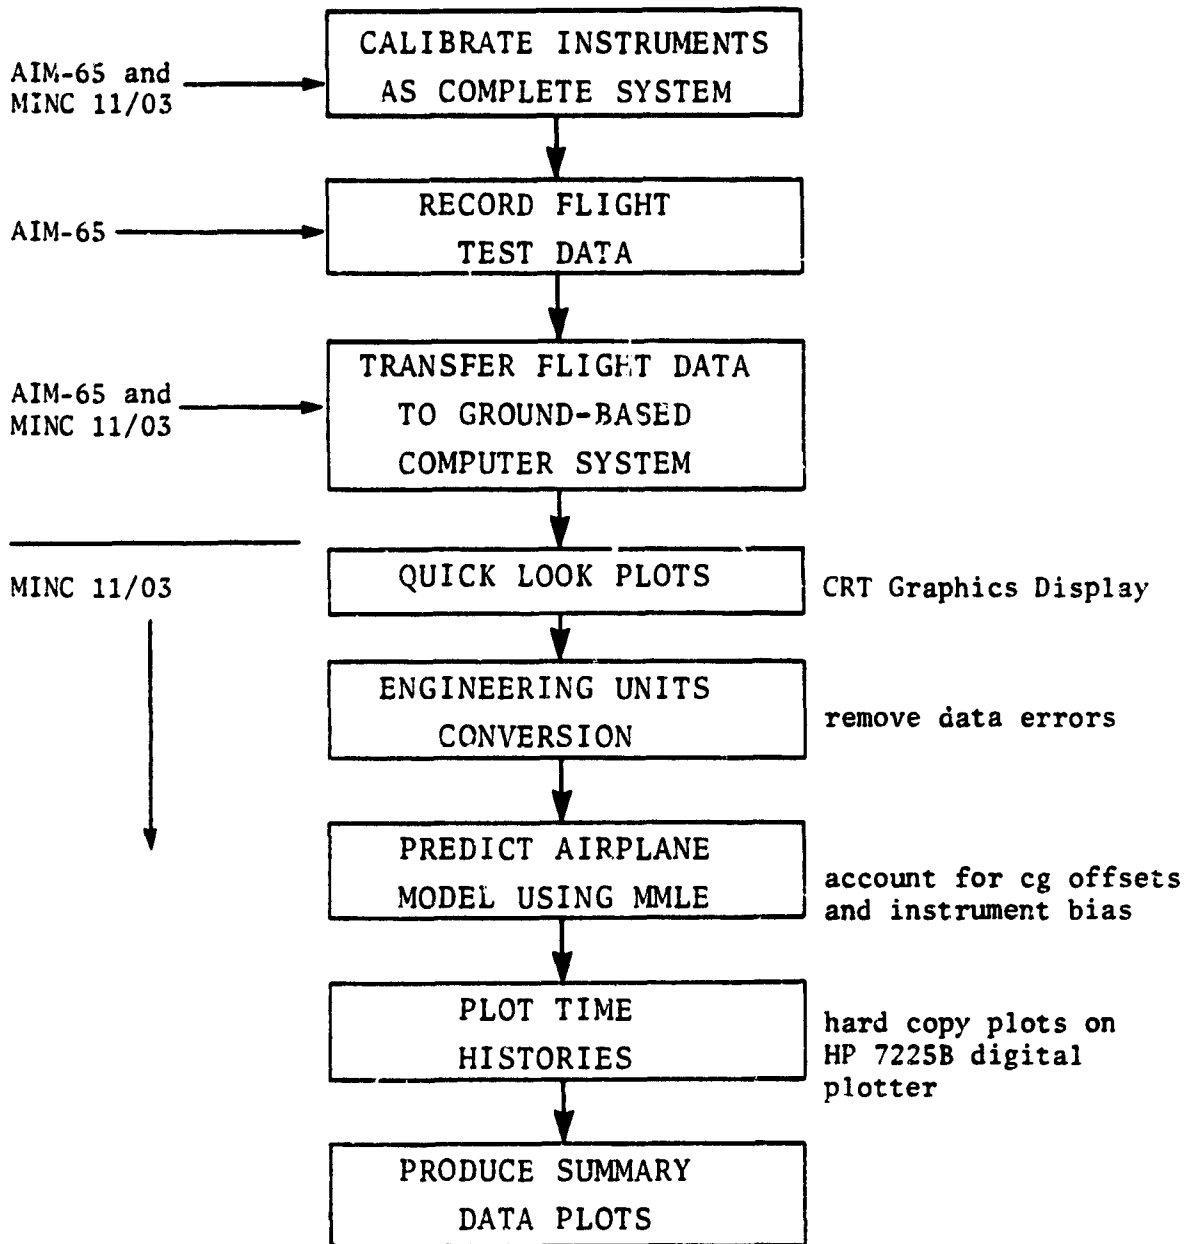 CALIBRATE INSTRUMENTS
AS COMPLETE SYSTEM
AIM-65 and
MINC 11/03
RECORD FLIGHT
TEST DATA
AIM-65
TRANSFER FLIGHT DATA
TO GROUND-BASED
COMPUTER SYSTEM
AIM-65 and
MINC 11/03
QUICK LOOK PLOTS
MINC 11/03
CRT Graphics Display
ENGINEERING UNITS
CONVERSION
remove data errors
PREDICT AIRPLANE
MODEL USING MMLE
account for cg offsets
and instrument bias
PLOT TIME
HISTORIES
hard copy plots on
HP 7225B digital
plotter
PRODUCE SUMMARY
DATA PLOTS